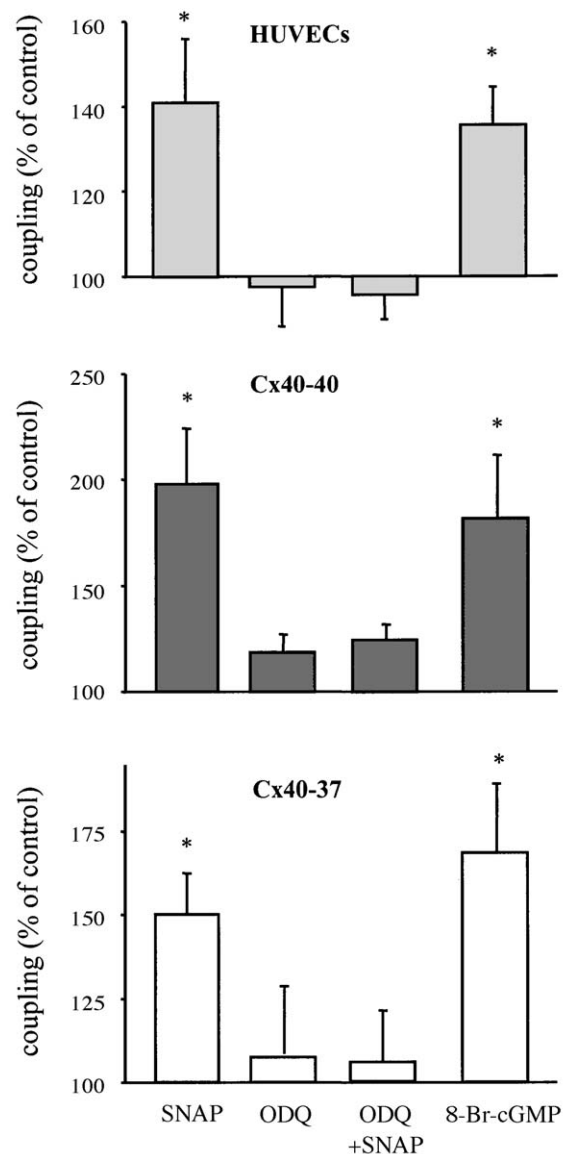 160
*
HUVECs
*
140
120
100
coupling (% of control)
250
Cx40-40
*
*
200
150
100
coupling (% of control)
*
Cx40-37
175
*
150
125
100
coupling (% of control)
SNAP ODQ ODQ 8-Br-cGMP
+SNAP